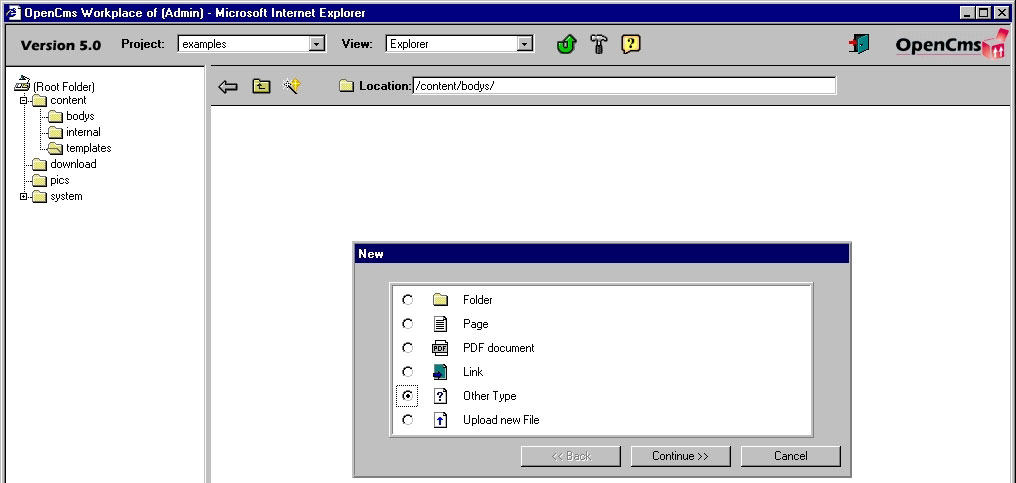 OpenCms Workplace of (Admin) - Microsoft Internet Explorer
Version 5.0 Project: examples View: Explorer OpenCms
(Root Folder) Location: /content/bodys/
content
bodys
internal
templates
download
pics
system
New
Folder
Page
PDF PDF document
Link
? Other Type
Upload new File
<< Back Continue >> Cancel